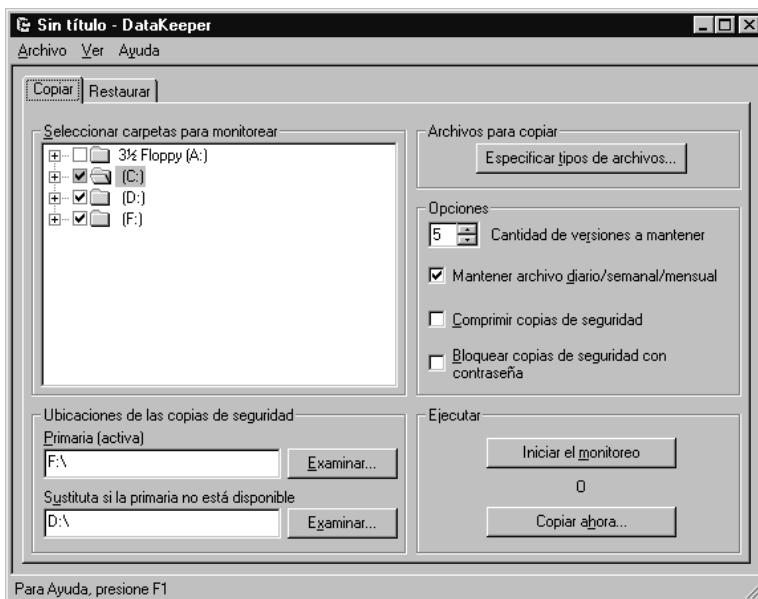 Sin título - DataKeeper
Archivo Ver Ayuda
Copiar Restaurar
Seleccionar carpetas para monitorear
3½ Floppy (A:)
(C:)
(D:)
(F:)
Archivos para copiar
Especificar tipos de archivos...
Opciones
5 Cantidad de versiones a mantener
Mantener archivo diario/semanal/mensual
Comprimir copias de seguridad
Bloquear copias de seguridad con
contraseña
Ubicaciones de las copias de seguridad
Primaria (activa)
F:\ Examinar...
Sustituta si la primaria no está disponible
D:\ Examinar...
Ejecutar
Iniciar el monitoreo
O
Copiar ahora...
Para Ayuda, presione F1